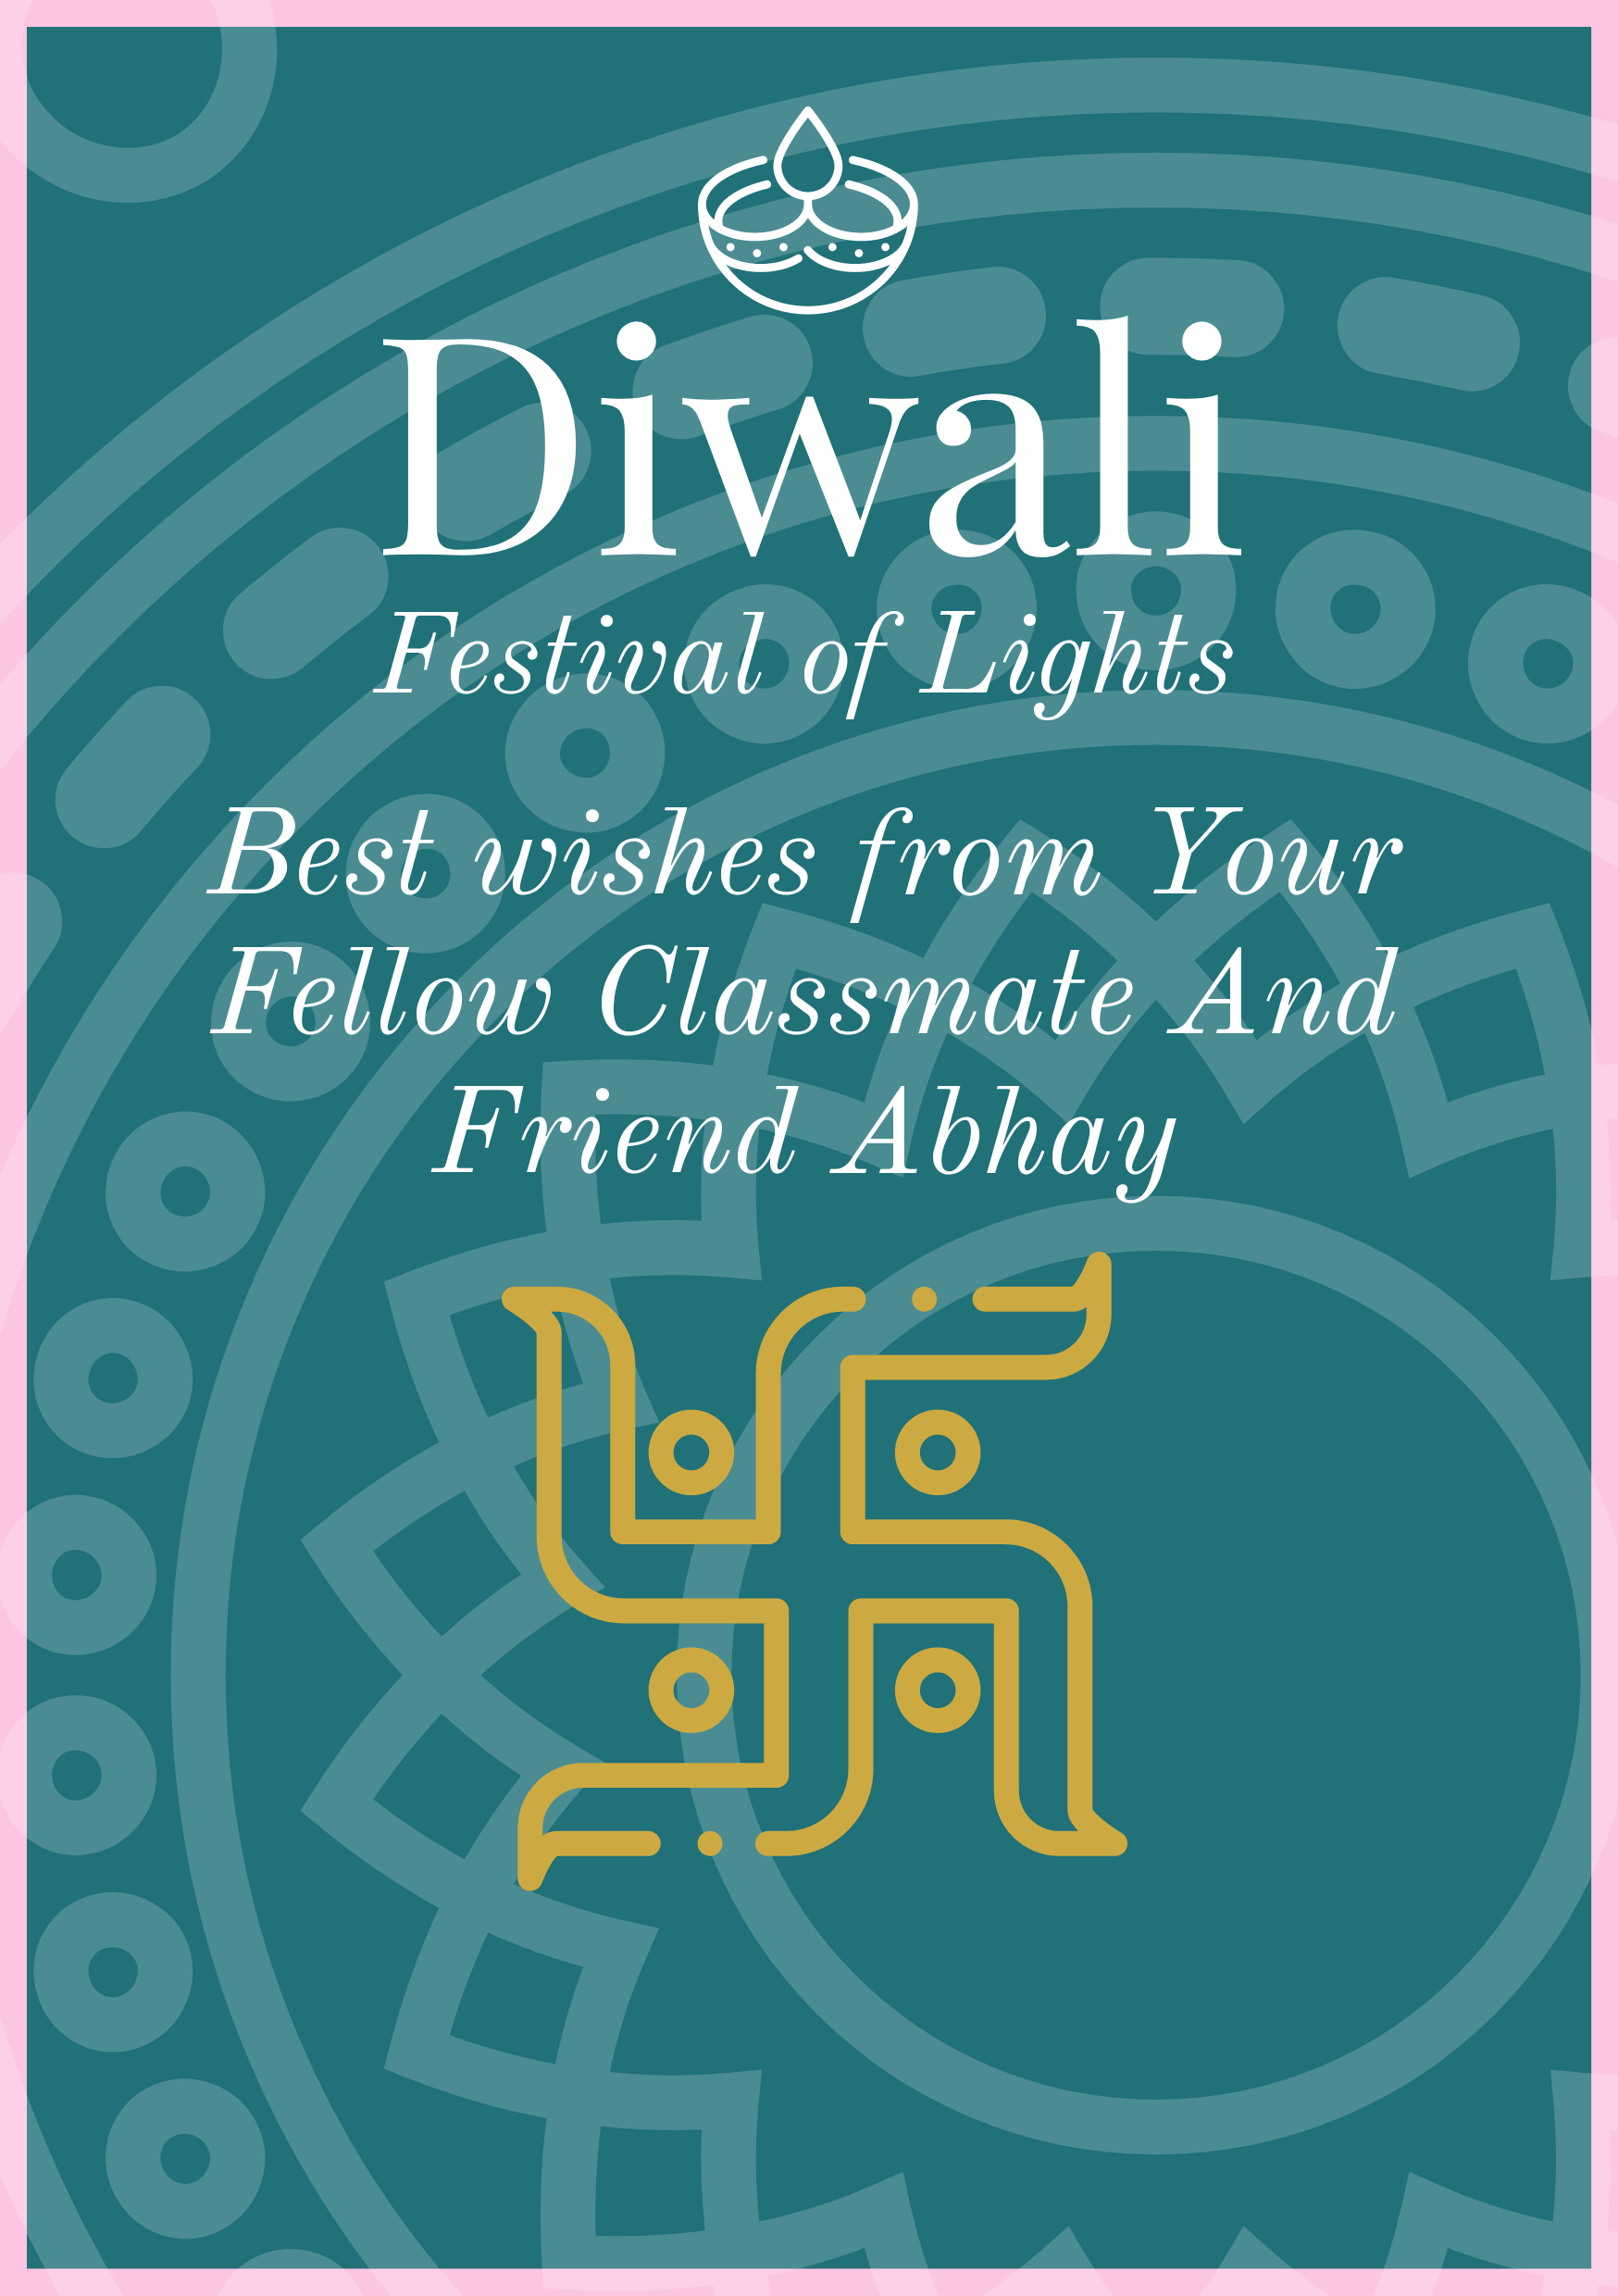 Diwali
Festival of Lights
Best wishes from Your
Fellow Classmate And
Friend Abhay